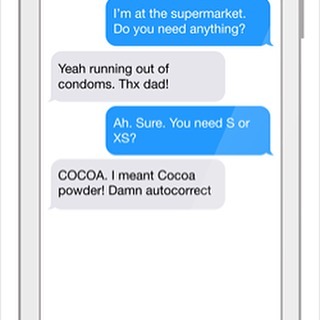 I'm at the supermarket.
Do you need anything?
Yeah running out of
condoms. Thx dad!
Ah. Sure. You need S or
XS?
COCOA. I meant Cocoa
powder! Damn autocorrect